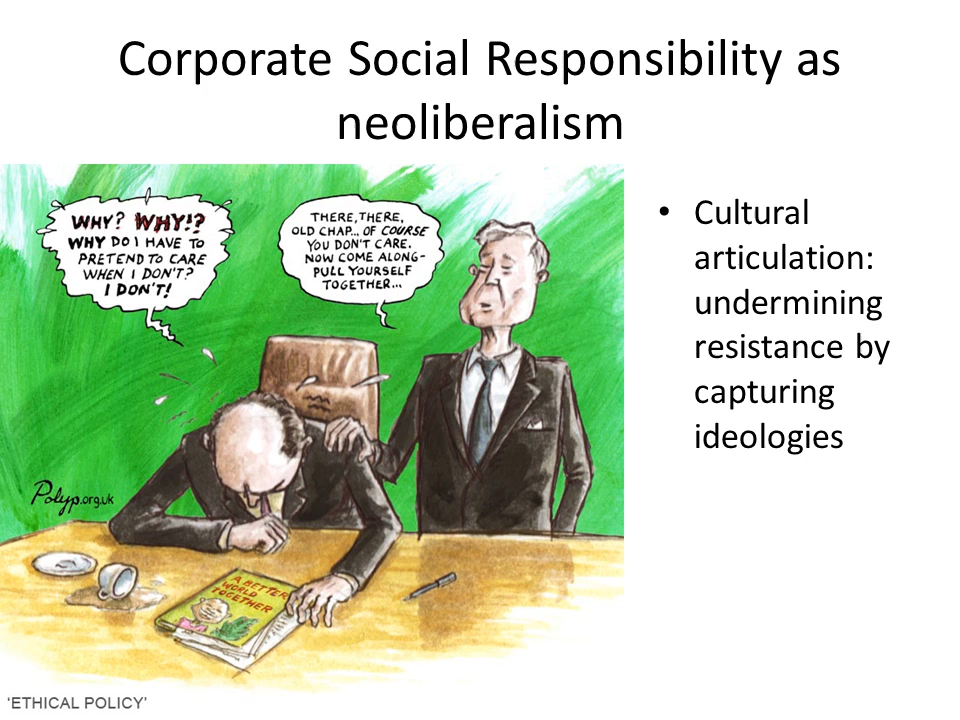 Corporate Social Responsibility as
neoliberalism
WHY? WHY!?
WHY DO I HAVE TO
PRETEND TO CARE
WHEN I DON'T?
I DON'T!
THERE, THERE,
OLD CHAP... OF COURSE
YOU DON'T CARE.
NOW COME ALONG-
PULL YOURSELF
TOGETHER...
• Cultural
articulation:
undermining
resistance by
capturing
ideologies
Polyp.org.uk
A BETTER
WORLD
TOGETHER
'ETHICAL POLICY'